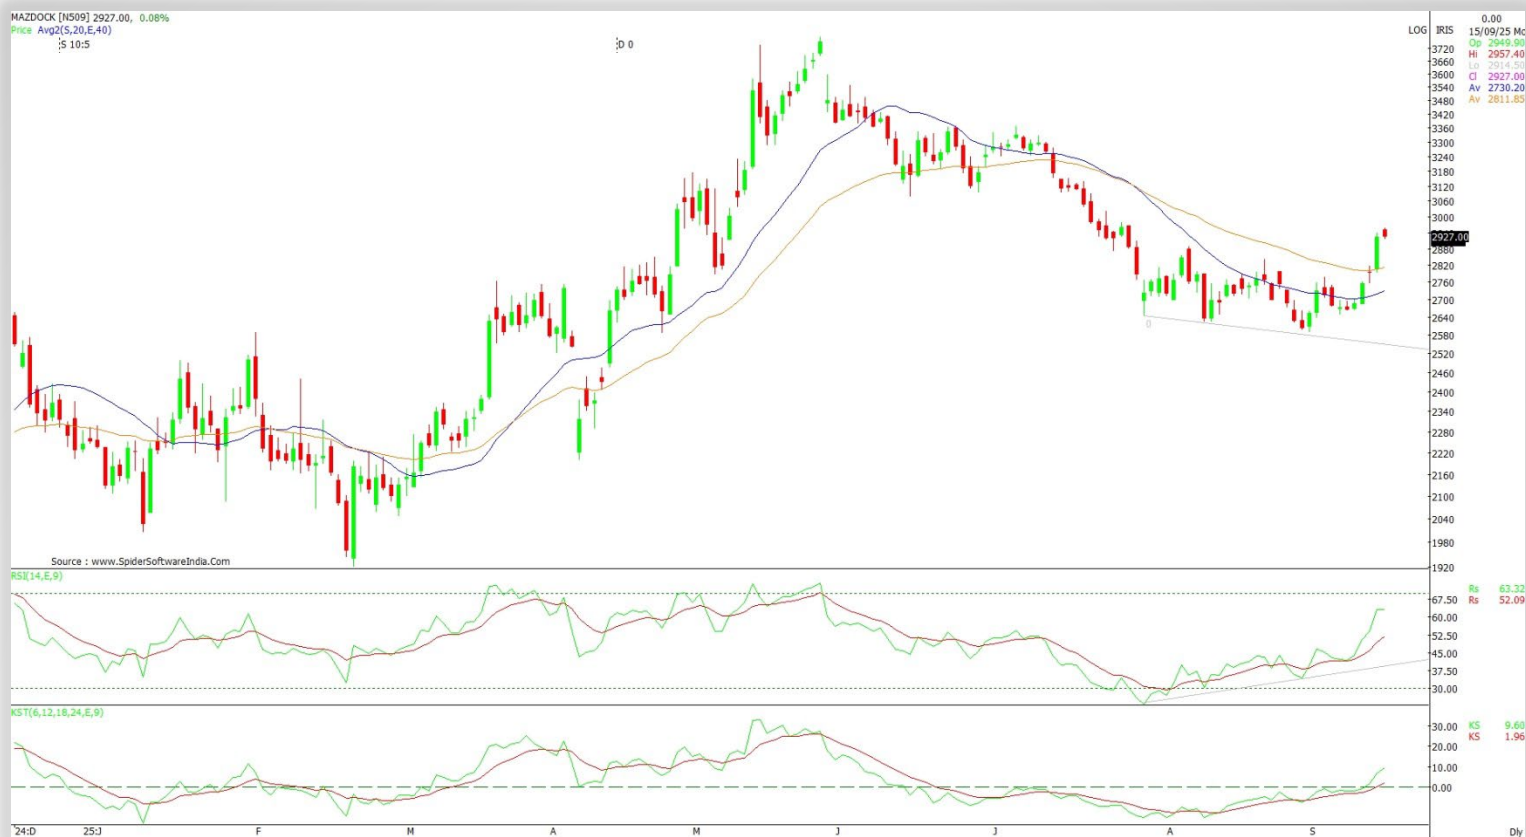 MAZDOCK [N509] 2927.00, 0.08%
Price Avg2(S,20,E,40)
S 10:5
D 0
LOG IRIS
0.00
15/09/25 Mo
Op 2949.90
Hi 2957.40
Lo 2914.50
Cl 2927.00
Av 2730.20
Av 2811.85
3720
3660
3600
3540
3480
3420
3360
3300
3240
3180
3120
3060
3000
2927.00
2880
2820
2760
2700
2640
2580
2520
2460
2400
2340
2280
2220
2160
2100
2040
1980
1920
0
Source : www.SpiderSoftwareIndia.Com
RSI(14,E,9)
Rs 63.32
Rs 52.09
67.50
60.00
52.50
45.00
37.50
30.00
KST(6,12,18,24,E,9)
KS 9.60
KS 1.96
30.00
20.00
10.00
0.00
24:D 25:J F M A M J J A S Dly